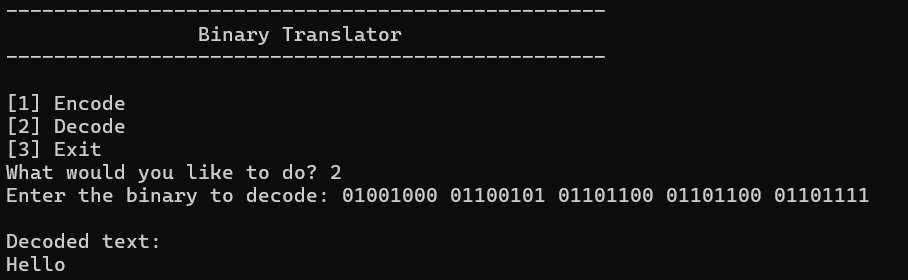 --------------------------------------------------
Binary Translator
--------------------------------------------------
[1] Encode
[2] Decode
[3] Exit
What would you like to do? 2
Enter the binary to decode: 01001000 01100101 01101100 01101100 01101111
Decoded text:
Hello